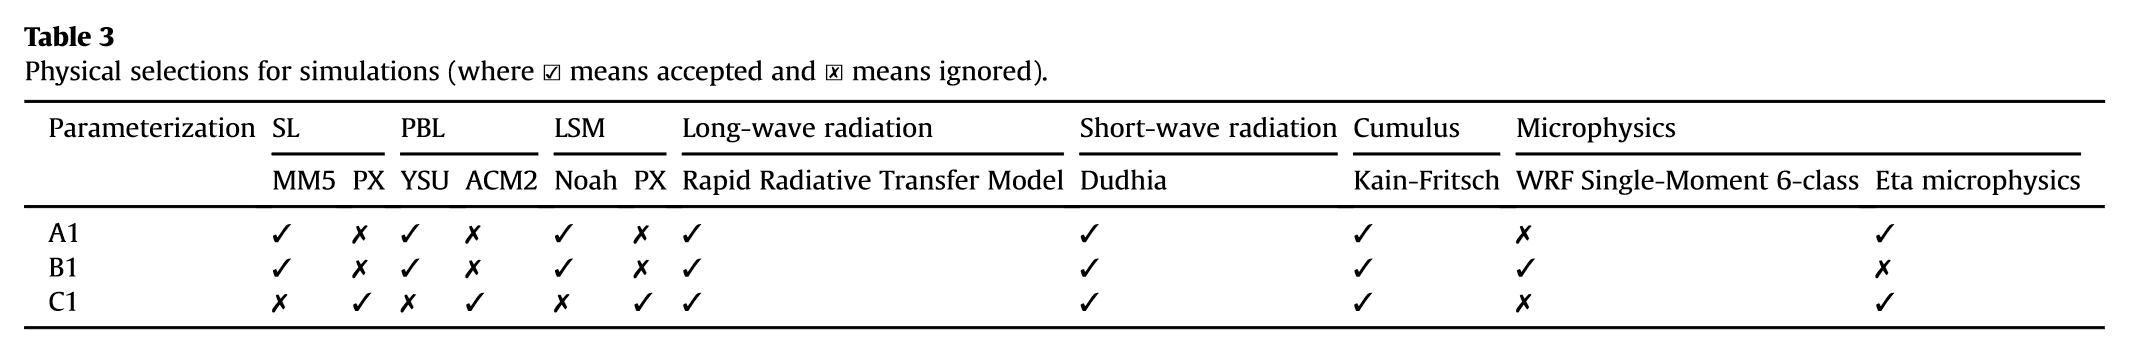 Table 3
Physical selections for simulations (where ☑ means accepted and ☒ means ignored).
Parameterization SL PBL LSM Long-wave radiation Short-wave radiation Cumulus Microphysics
MM5 PX YSU ACM2 Noah PX Rapid Radiative Transfer Model Dudhia Kain-Fritsch WRF Single-Moment 6-class Eta microphysics
A1 ✓ ✗ ✓ ✗ ✓ ✗ ✓ ✓ ✓ ✗ ✓
B1 ✓ ✗ ✓ ✗ ✓ ✗ ✓ ✓ ✓ ✓ ✗
C1 ✗ ✓ ✗ ✓ ✗ ✓ ✓ ✓ ✓ ✗ ✓